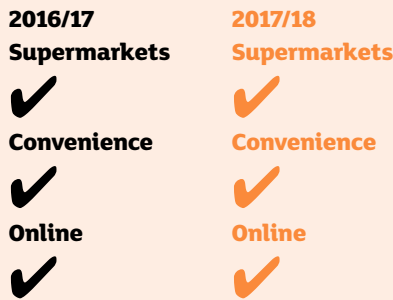 2016/17
Supermarkets
✔
Convenience
✔
Online
✔
2017/18
Supermarkets
✔
Convenience
✔
Online
✔